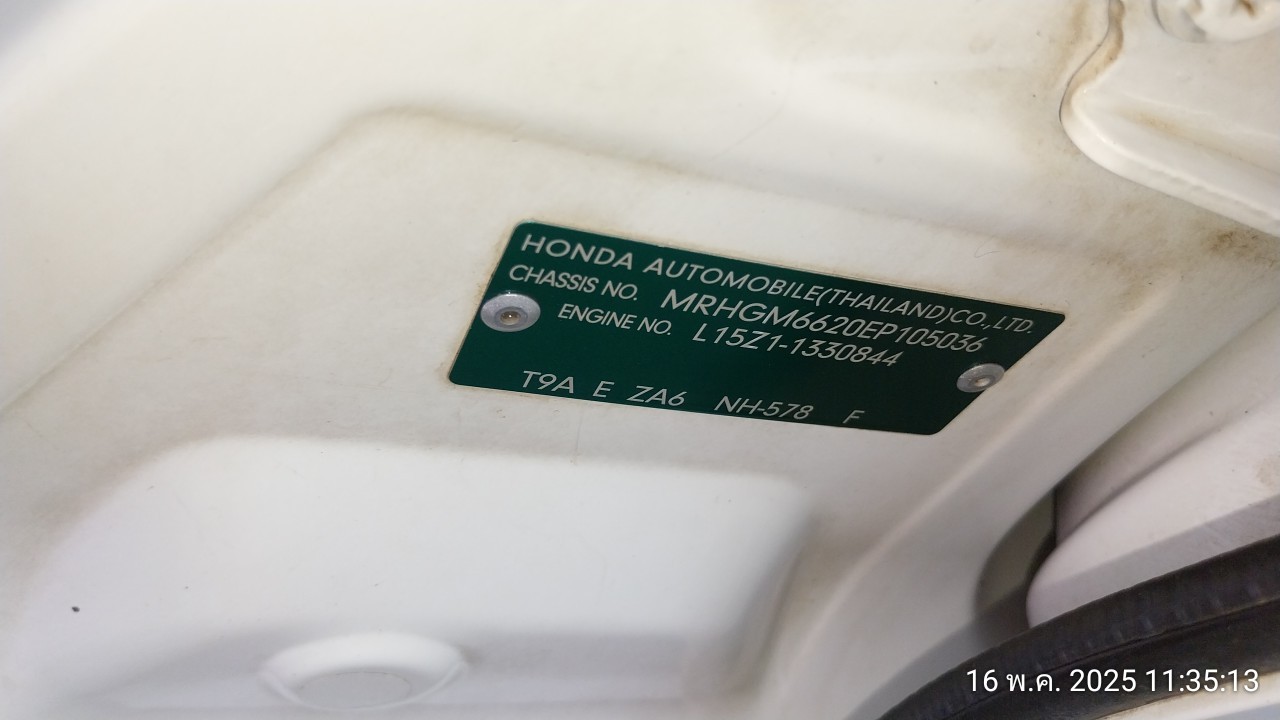 HONDA AUTOMOBILE(THAILAND)CO.,LTD.
CHASSIS NO. MRHGM6620EP105036
ENGINE NO. L15Z1-1330844
T9A E ZA6 NH-578 F
16 พ.ค. 2025 11:35:13